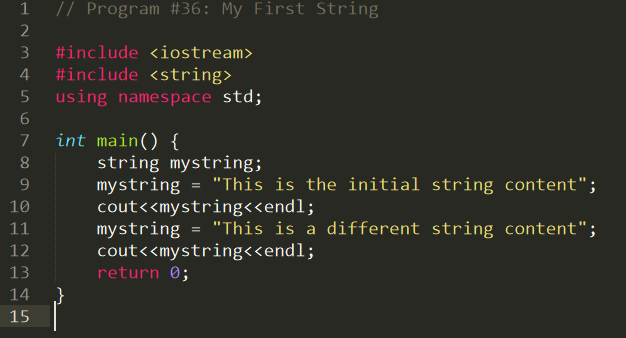 1 // Program #36: My First String
2
3 #include <iostream>
4 #include <string>
5 using namespace std;
6
7 int main() {
8     string mystring;
9     mystring = "This is the initial string content";
10     cout<<mystring<<endl;
11     mystring = "This is a different string content";
12     cout<<mystring<<endl;
13     return 0;
14 }
15